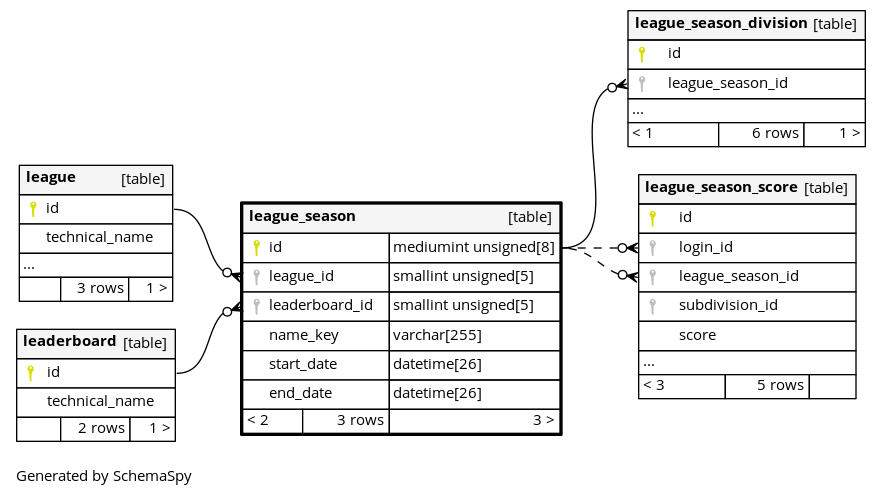 league_season_division [table]
id
league_season_id
...
< 1 6 rows 1 >
league [table]
id
technical_name
...
3 rows 1 >
league_season [table]
id mediumint unsigned[8]
league_id smallint unsigned[5]
leaderboard_id smallint unsigned[5]
name_key varchar[255]
start_date datetime[26]
end_date datetime[26]
< 2 3 rows 3 >
league_season_score [table]
id
login_id
league_season_id
subdivision_id
score
...
< 3 5 rows
leaderboard [table]
id
technical_name
2 rows 1 >
Generated by SchemaSpy